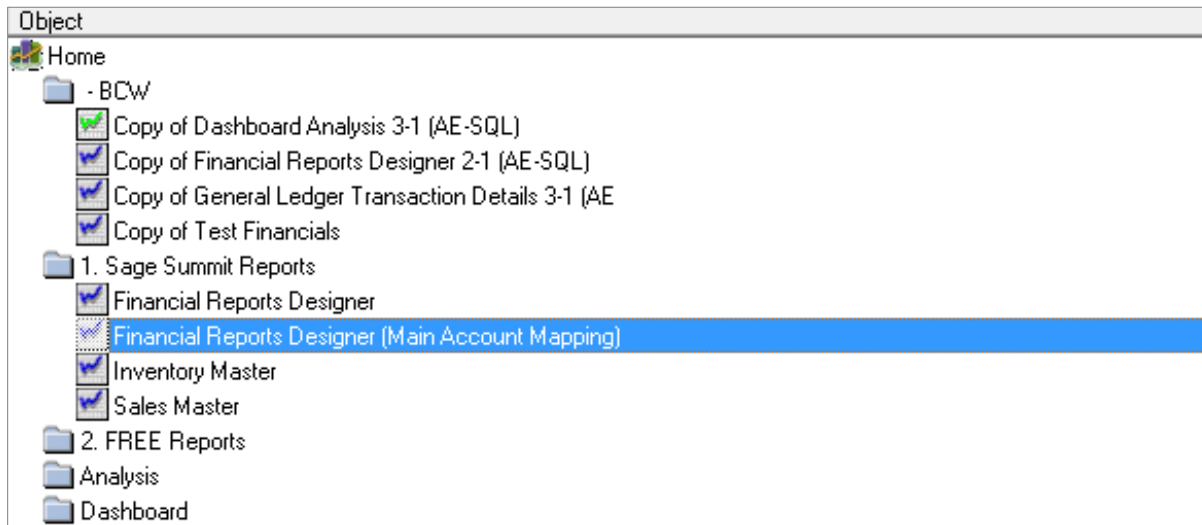 Object
Home
- BCW
Copy of Dashboard Analysis 3-1 (AE-SQL)
Copy of Financial Reports Designer 2-1 (AE-SQL)
Copy of General Ledger Transaction Details 3-1 (AE
Copy of Test Financials
1. Sage Summit Reports
Financial Reports Designer
Financial Reports Designer (Main Account Mapping)
Inventory Master
Sales Master
2. FREE Reports
Analysis
Dashboard